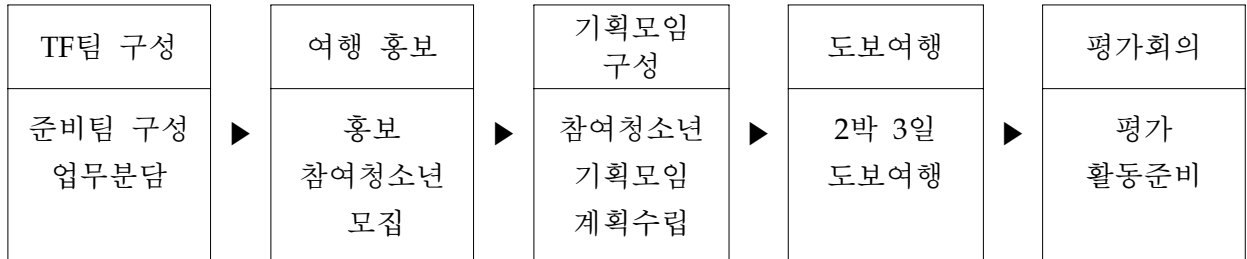 TF팀 구성
준비팀 구성
업무분담
▶
여행 홍보
홍보
참여청소년
모집
▶
기획모임
구성
참여청소년
기획모임
계획수립
▶
도보여행
2박 3일
도보여행
▶
평가회의
평가
활동준비